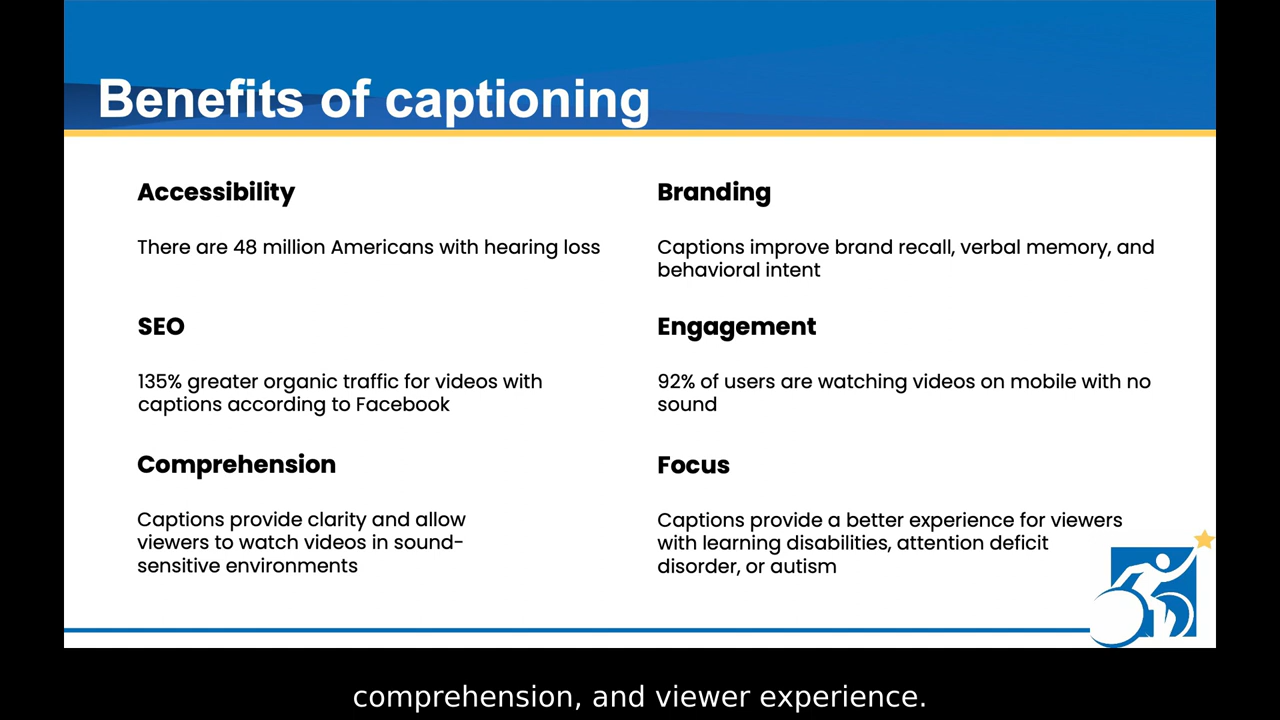 Benefits of captioning
Accessibility
There are 48 million Americans with hearing loss
Branding
Captions improve brand recall, verbal memory, and
behavioral intent
SEO
135% greater organic traffic for videos with
captions according to Facebook
Engagement
92% of users are watching videos on mobile with no
sound
Comprehension
Captions provide clarity and allow
viewers to watch videos in sound-
sensitive environments
Focus
Captions provide a better experience for viewers
with learning disabilities, attention deficit
disorder, or autism
comprehension, and viewer experience.